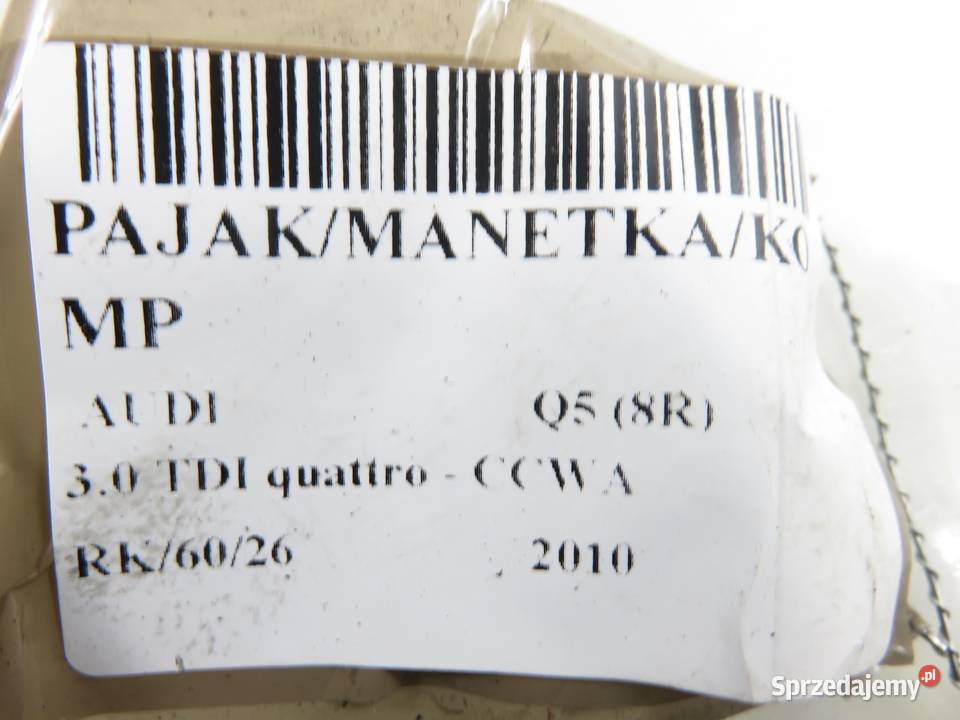 PAJAK/MANETKA/KO
MP
AUDI Q5 (8R)
3.0 TDI quattro - CCWA
RK/60/26 2010
Sprzedajemy.pl